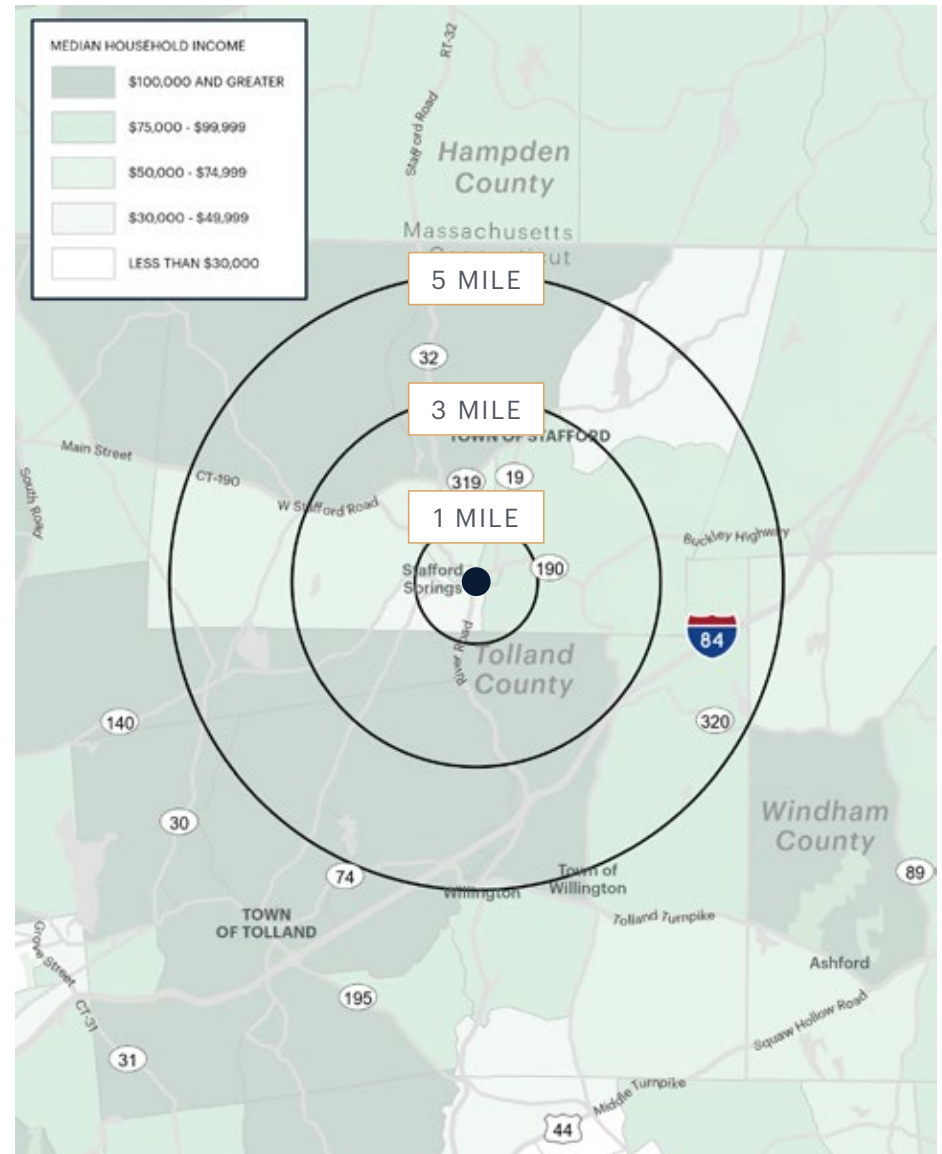 MEDIAN HOUSEHOLD INCOME
$100,000 AND GREATER
$75,000 - $99,999
$50,000 - $74,999
$30,000 - $49,999
LESS THAN $30,000
RT-32
Stafford Road
Hampden
County
Massachusetts
5 MILE
32
3 MILE
TOWN OF STAFFORD
Main Street
CT-190
South Road
W Stafford Road
319
19
1 MILE
Buckley Highway
190
Stafford
Springs
84
River Road
Tolland
County
140
320
30
Windham
County
74
89
Willington
Town of
Willington
TOWN
OF TOLLAND
Tolland Turnpike
Grove Street
Ashford
195
CT-31
Squaw Hollow Road
31
Middle Turnpike
44